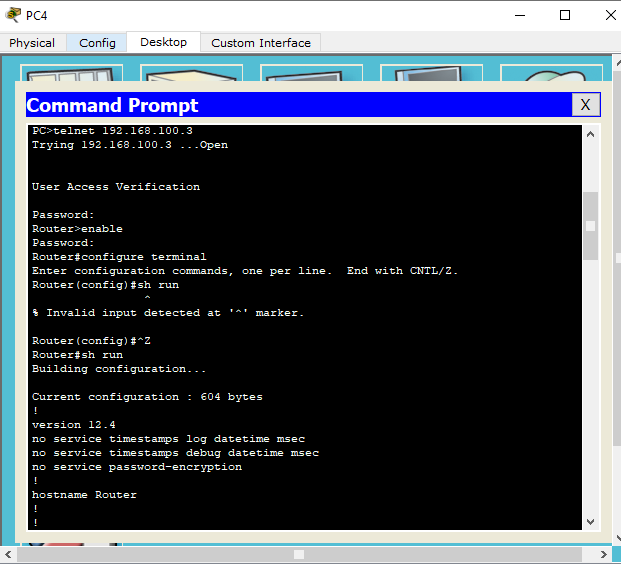 PC4
Physical Config Desktop Custom Interface
Command Prompt X
PC>telnet 192.168.100.3
Trying 192.168.100.3 ...Open
User Access Verification
Password:
Router>enable
Password:
Router#configure terminal
Enter configuration commands, one per line.  End with CNTL/Z.
Router(config)#sh run
^
% Invalid input detected at '^' marker.
Router(config)#^Z
Router#sh run
Building configuration...
Current configuration : 604 bytes
!
version 12.4
no service timestamps log datetime msec
no service timestamps debug datetime msec
no service password-encryption
!
hostname Router
!
!